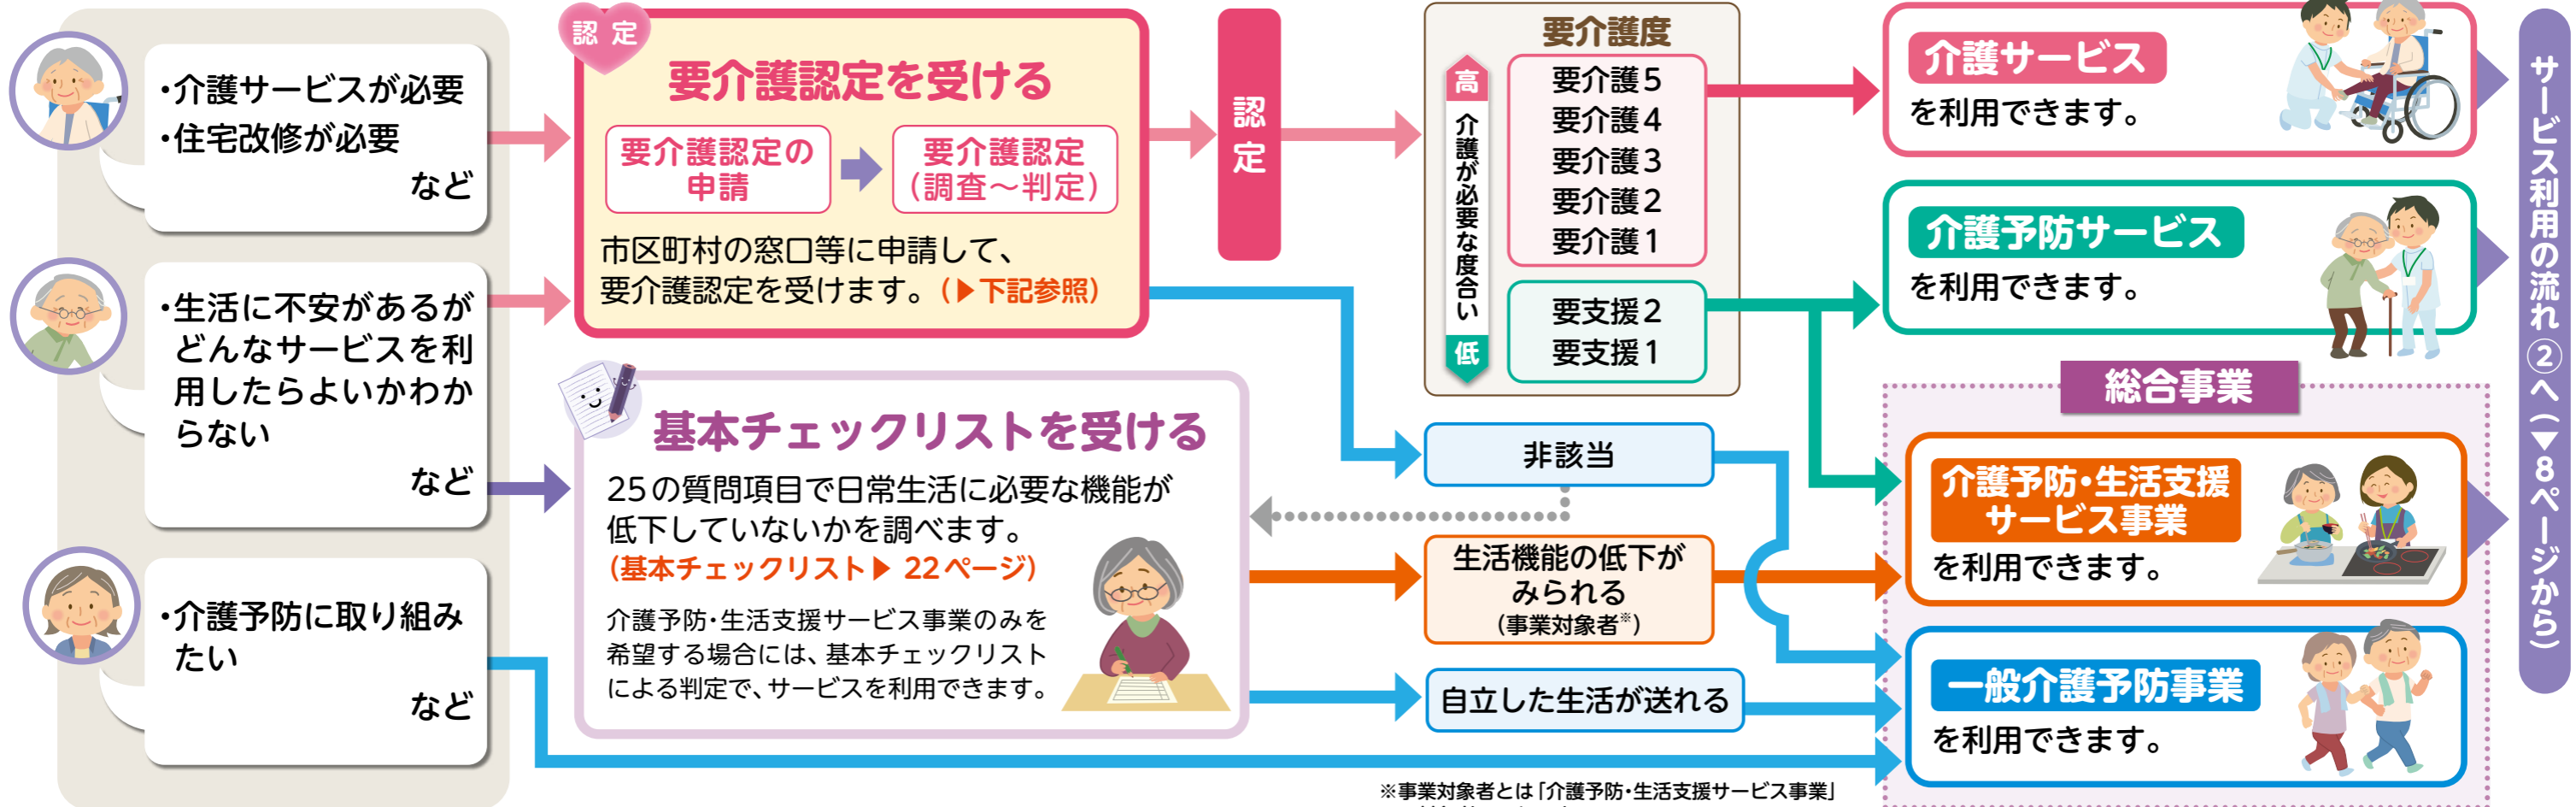 ・介護サービスが必要
・住宅改修が必要
など
・生活に不安があるが
どんなサービスを利
用したらよいかわか
らない
など
・介護予防に取り組み
たい
など
認定
要介護認定を受ける
要介護認定の
申請
要介護認定
(調査～判定)
市区町村の窓口等に申請して、
要介護認定を受けます。(▶下記参照)
基本チェックリストを受ける
25の質問項目で日常生活に必要な機能が
低下していないかを調べます。
(基本チェックリスト▶ 22ページ)
介護予防・生活支援サービス事業のみを
希望する場合には、基本チェックリスト
による判定で、サービスを利用できます。
認定
要介護度
高
介護が必要な度合い
低
要介護5
要介護4
要介護3
要介護2
要介護1
要支援2
要支援1
非該当
生活機能の低下が
みられる
(事業対象者※)
自立した生活が送れる
※事業対象者とは「介護予防・生活支援サービス事業」
介護サービス
を利用できます。
介護予防サービス
を利用できます。
総合事業
介護予防・生活支援
サービス事業
を利用できます。
一般介護予防事業
を利用できます。
サービス利用の流れ②へ(▼8ページから)